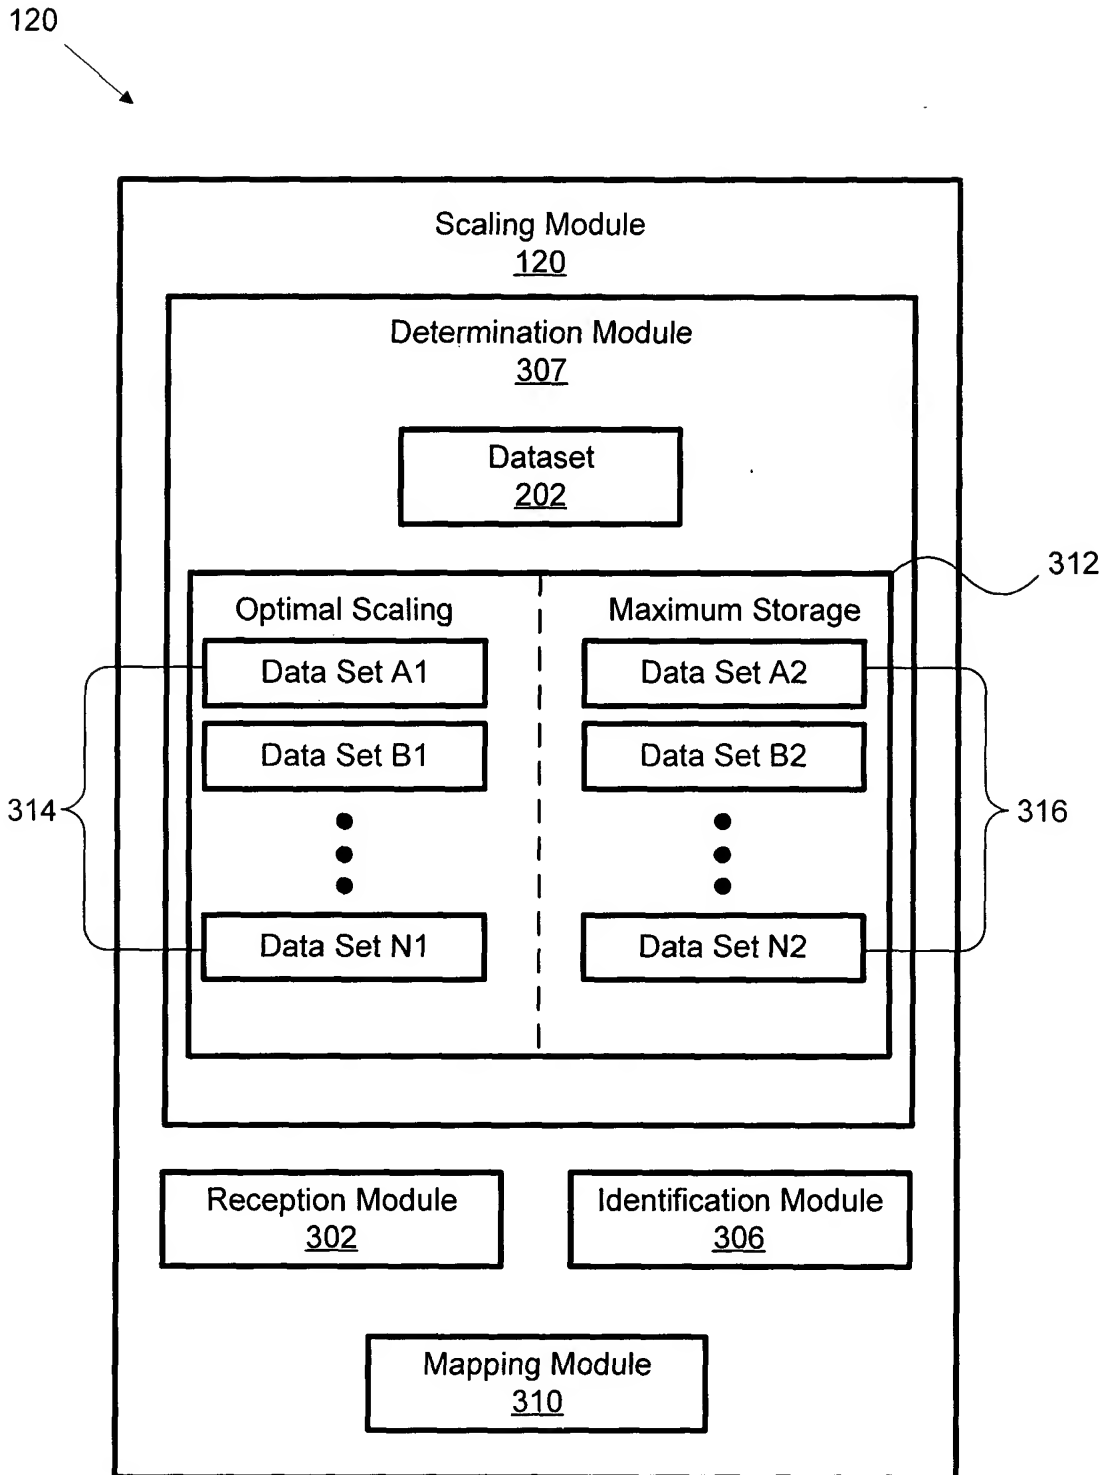 120
Scaling Module
120
Determination Module
307
Dataset
202
312
Optimal Scaling
Maximum Storage
Data Set A1
Data Set A2
Data Set B1
Data Set B2
314
316
Data Set N1
Data Set N2
Reception Module
302
Identification Module
306
Mapping Module
310